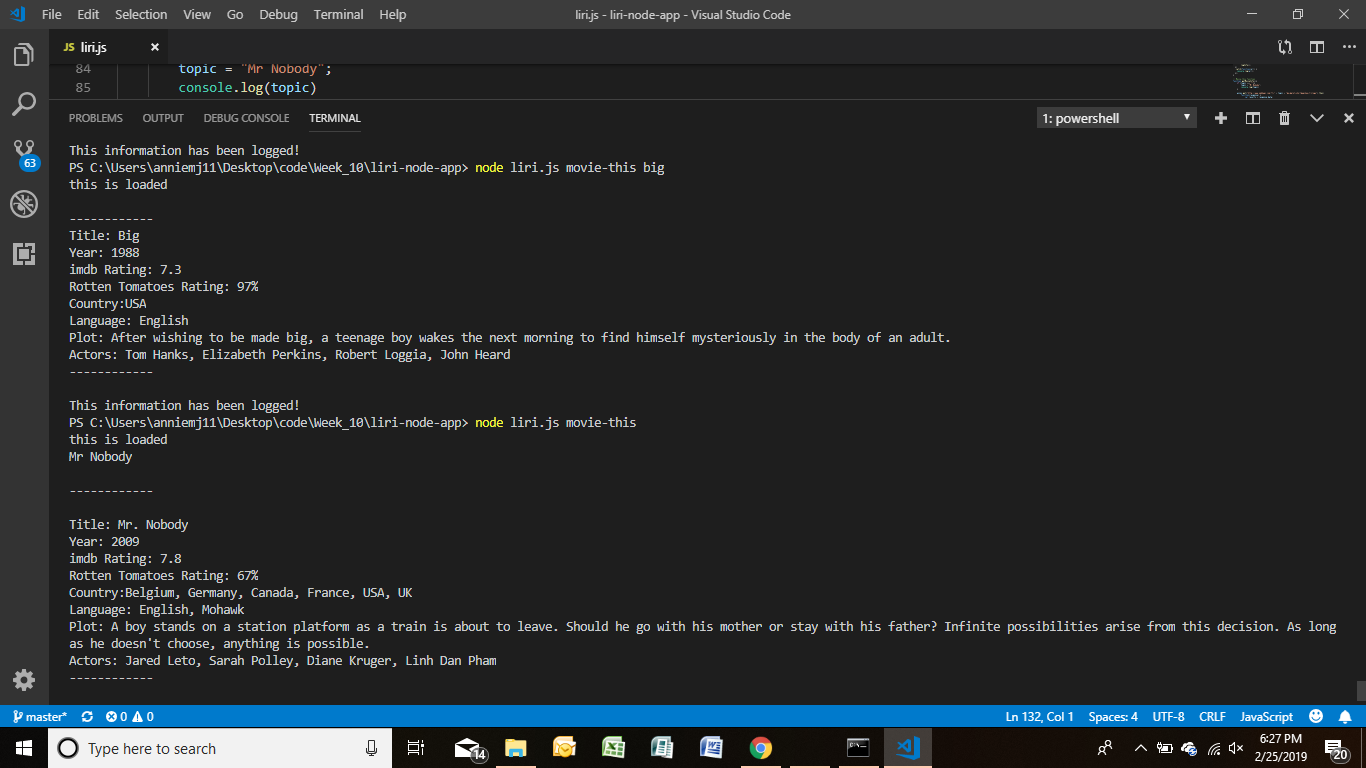 File Edit Selection View Go Debug Terminal Help liri.js - liri-node-app - Visual Studio Code
JS liri.js
84 topic = "Mr Nobody";
85 console.log(topic)
PROBLEMS OUTPUT DEBUG CONSOLE TERMINAL 1: powershell
This information has been logged!
PS C:\Users\anniemj11\Desktop\code\Week_10\liri-node-app> node liri.js movie-this big
this is loaded
------------
Title: Big
Year: 1988
imdb Rating: 7.3
Rotten Tomatoes Rating: 97%
Country:USA
Language: English
Plot: After wishing to be made big, a teenage boy wakes the next morning to find himself mysteriously in the body of an adult.
Actors: Tom Hanks, Elizabeth Perkins, Robert Loggia, John Heard
------------
This information has been logged!
PS C:\Users\anniemj11\Desktop\code\Week_10\liri-node-app> node liri.js movie-this
this is loaded
Mr Nobody
------------
Title: Mr. Nobody
Year: 2009
imdb Rating: 7.8
Rotten Tomatoes Rating: 67%
Country:Belgium, Germany, Canada, France, USA, UK
Language: English, Mohawk
Plot: A boy stands on a station platform as a train is about to leave. Should he go with his mother or stay with his father? Infinite possibilities arise from this decision. As long
as he doesn't choose, anything is possible.
Actors: Jared Leto, Sarah Polley, Diane Kruger, Linh Dan Pham
------------
63
master* 0 0 Ln 132, Col 1 Spaces: 4 UTF-8 CRLF JavaScript
Type here to search 14 6:27 PM
2/25/2019 20